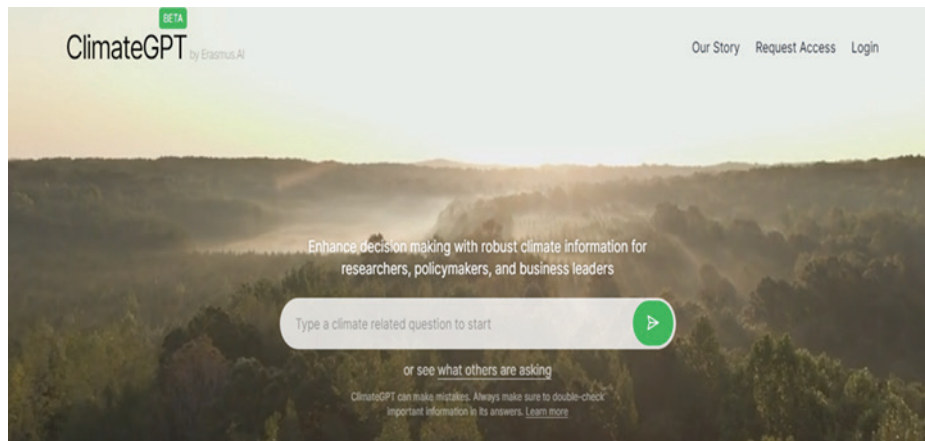 BETA
ClimateGPT by Erasmus.AI
Our Story Request Access Login
Enhance decision making with robust climate information for
researchers, policymakers, and business leaders
Type a climate related question to start
or see what others are asking
ClimateGPT can make mistakes. Always make sure to double-check
important information in its answers. Learn more